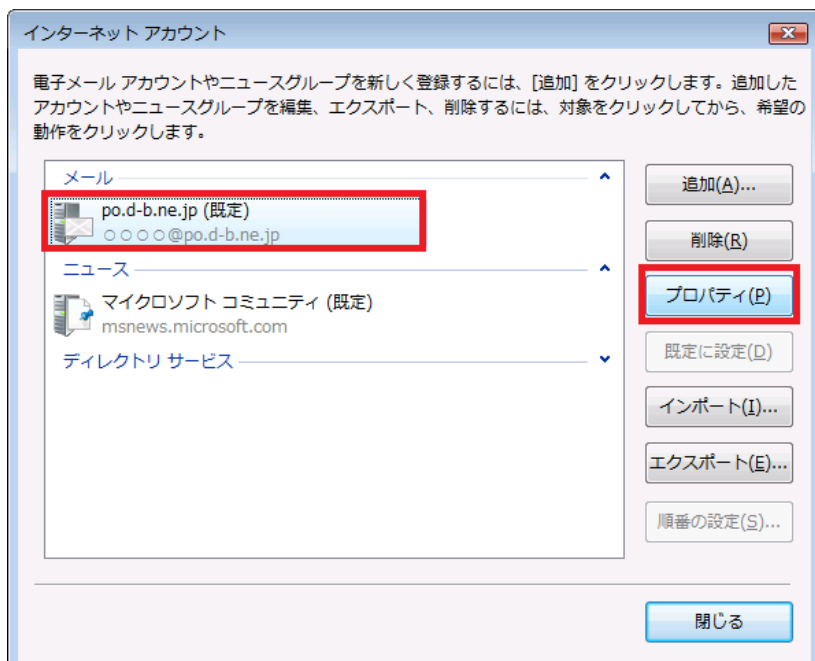 インターネット アカウント
電子メール アカウントやニュースグループを新しく登録するには、[追加] をクリックします。追加した
アカウントやニュースグループを編集、エクスポート、削除するには、対象をクリックしてから、希望の
動作をクリックします。
メール
po.d-b.ne.jp (既定)
○○○○@po.d-b.ne.jp
ニュース
マイクロソフト コミュニティ (既定)
msnews.microsoft.com
ディレクトリ サービス
追加(A)...
削除(R)
プロパティ(P)
既定に設定(D)
インポート(I)...
エクスポート(E)...
順番の設定(S)...
閉じる